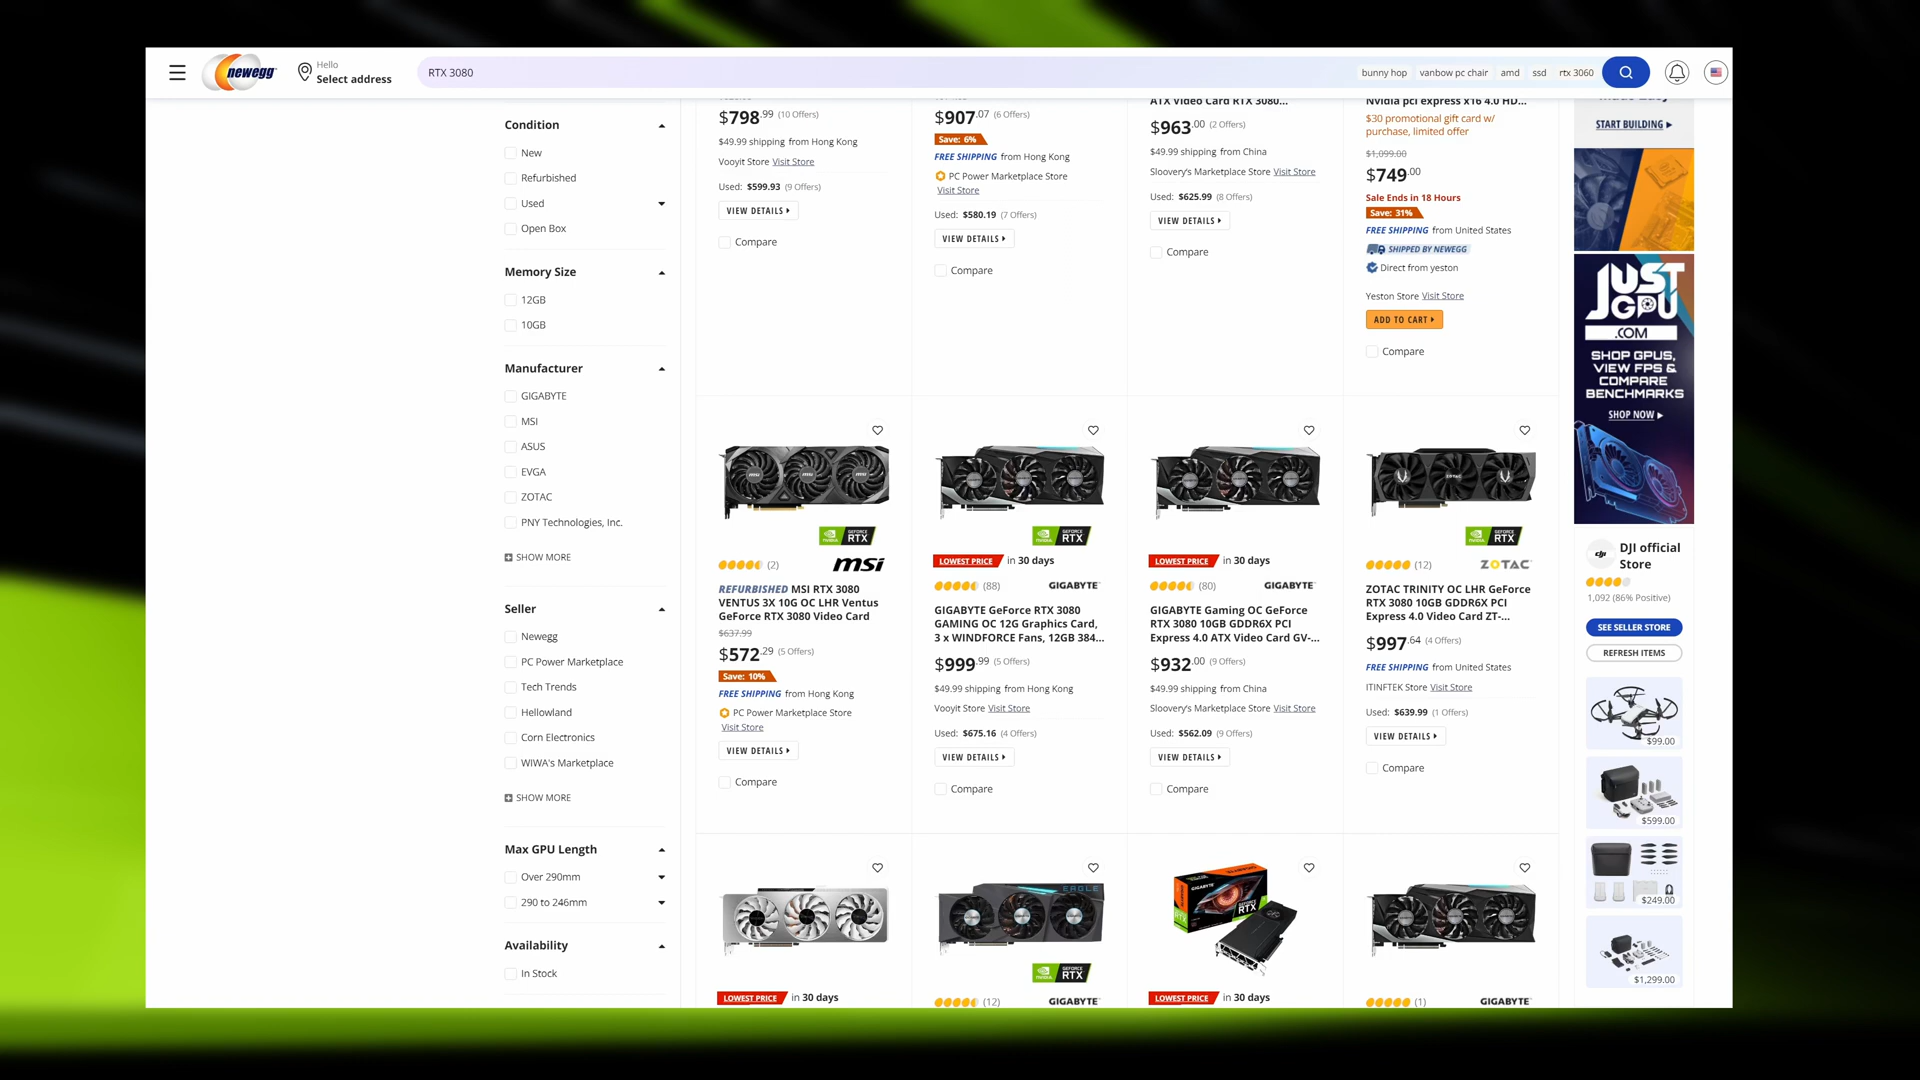 newegg
Hello
Select address
RTX 3080
bunny hop
vanbow pc chair
amd
ssd
rtx 3060
Condition
New
Refurbished
Used
Open Box
Memory Size
12GB
10GB
Manufacturer
GIGABYTE
MSI
ASUS
EVGA
ZOTAC
PNY Technologies, Inc.
SHOW MORE
Seller
Newegg
PC Power Marketplace
Tech Trends
Hellowland
Corn Electronics
WIWA's Marketplace
SHOW MORE
Max GPU Length
Over 290mm
290 to 246mm
Availability
In Stock
$798.99 (10 Offers)
$49.99 shipping from Hong Kong
Vooyit Store Visit Store
Used: $599.93 (9 Offers)
VIEW DETAILS
Compare
$907.07 (6 Offers)
Save: 6%
FREE SHIPPING from Hong Kong
PC Power Marketplace Store
Visit Store
Used: $580.19 (7 Offers)
VIEW DETAILS
Compare
ATX Video Card RTX 3080...
$963.00 (2 Offers)
$49.99 shipping from China
Sloovery's Marketplace Store Visit Store
Used: $625.99 (8 Offers)
VIEW DETAILS
Compare
Nvidia pci express x16 4.0 HD...
$30 promotional gift card w/
purchase, limited offer
$1,099.00
$749.00
Sale Ends in 18 Hours
Save: 31%
FREE SHIPPING from United States
SHIPPED BY NEWEGG
Direct from yeston
Yeston Store Visit Store
ADD TO CART
Compare
GEFORCE
RTX
(2)
msi
REFURBISHED MSI RTX 3080
VENTUS 3X 10G OC LHR Ventus
GeForce RTX 3080 Video Card
$637.99
$572.29 (5 Offers)
Save: 10%
FREE SHIPPING from Hong Kong
PC Power Marketplace Store
Visit Store
VIEW DETAILS
Compare
GEFORCE
RTX
LOWEST PRICE in 30 days
(88)
GIGABYTE
GIGABYTE GeForce RTX 3080
GAMING OC 12G Graphics Card,
3 x WINDFORCE Fans, 12GB 384...
$999.99 (5 Offers)
$49.99 shipping from Hong Kong
Vooyit Store Visit Store
Used: $675.16 (4 Offers)
VIEW DETAILS
Compare
LOWEST PRICE in 30 days
(80)
GIGABYTE
GIGABYTE Gaming OC GeForce
RTX 3080 10GB GDDR6X PCI
Express 4.0 ATX Video Card GV-...
$932.00 (9 Offers)
$49.99 shipping from China
Sloovery's Marketplace Store Visit Store
Used: $562.09 (9 Offers)
VIEW DETAILS
Compare
ZOTAC
GEFORCE
RTX
(12)
ZOTAC
ZOTAC TRINITY OC LHR GeForce
RTX 3080 10GB GDDR6X PCI
Express 4.0 Video Card ZT-...
$997.64 (4 Offers)
FREE SHIPPING from United States
ITINFTEK Store Visit Store
Used: $639.99 (1 Offers)
VIEW DETAILS
Compare
LOWEST PRICE in 30 days
EAGLE
GEFORCE
RTX
(12)
GIGABYTE
GIGABYTE
GEFORCE
RTX
LOWEST PRICE in 30 days
(1)
GIGABYTE
START BUILDING
JUST
GPU
.COM
SHOP GPUS,
VIEW FPS &
COMPARE
BENCHMARKS
SHOP NOW
dji
DJI official
Store
1,092 (86% Positive)
SEE SELLER STORE
REFRESH ITEMS
$99.00
$599.00
$249.00
$1,299.00